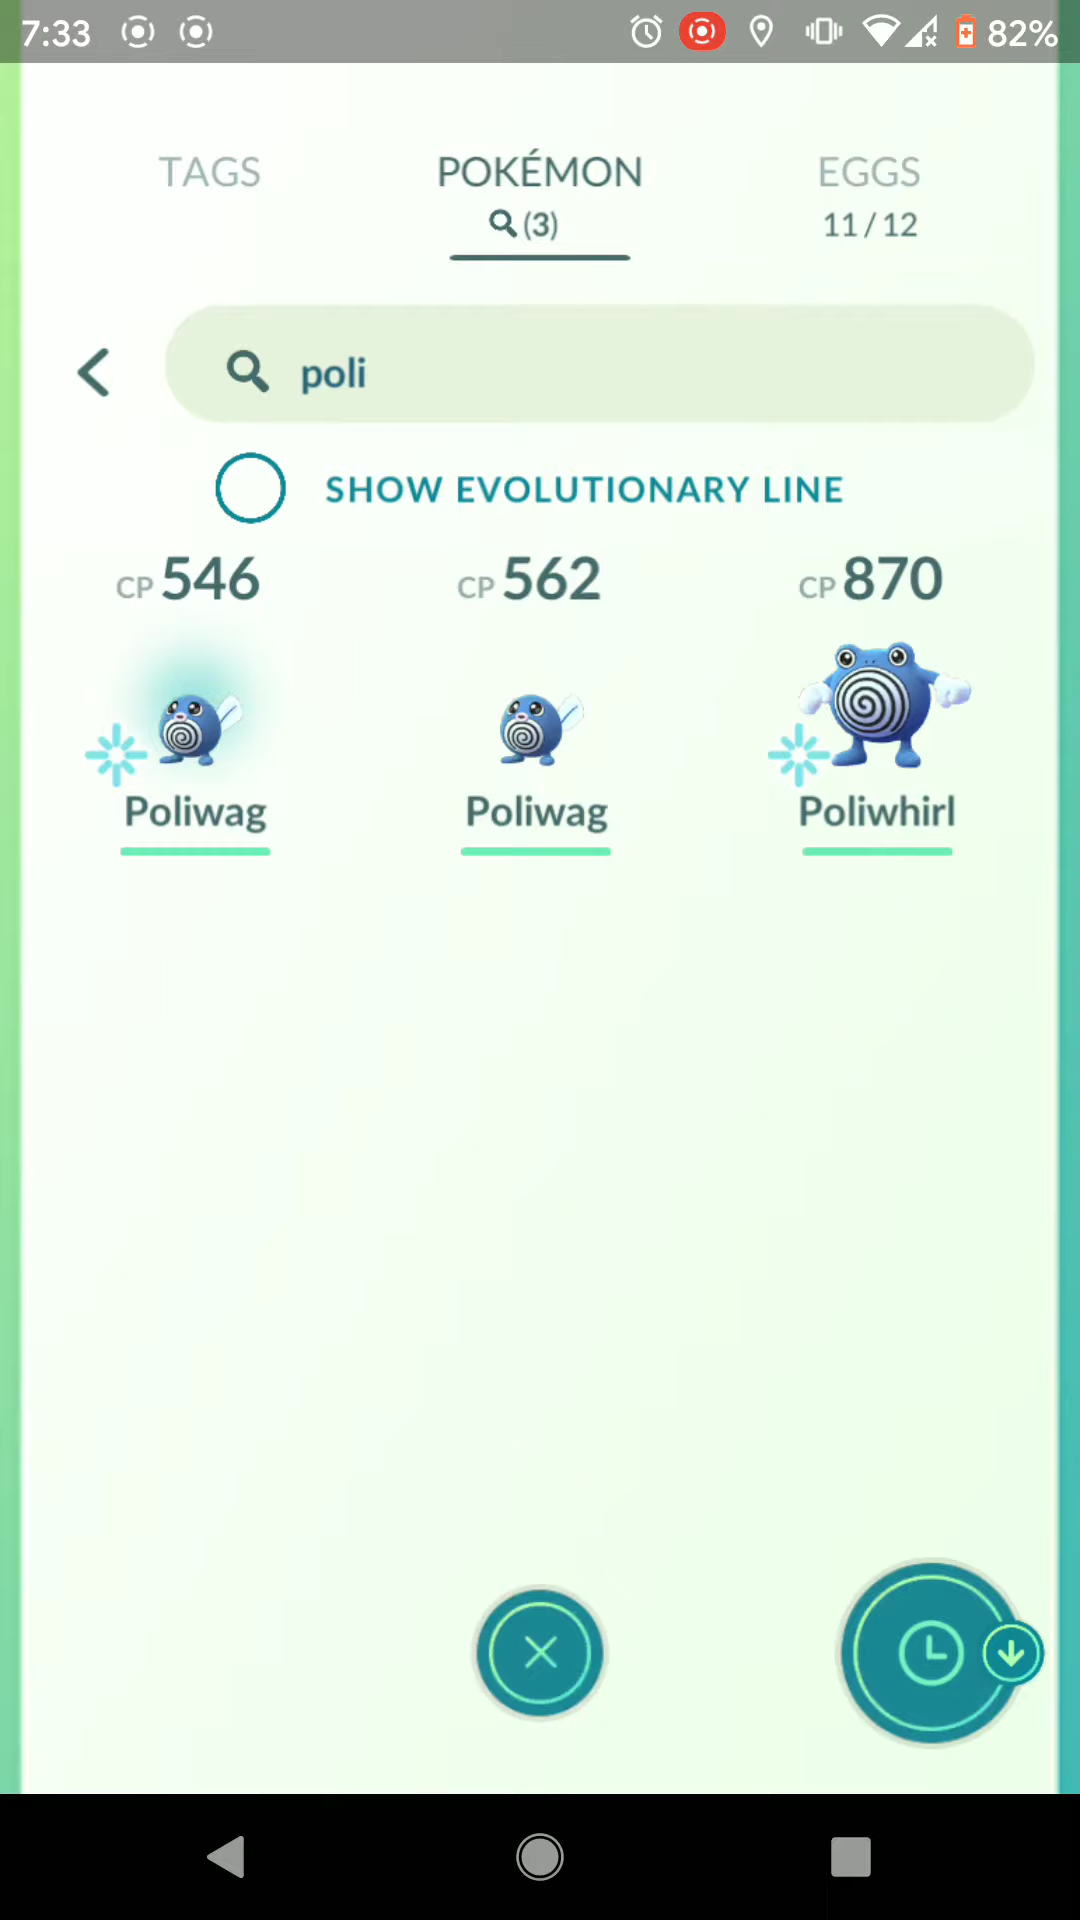 7:33 82%
TAGS POKÉMON EGGS
(3) 11 / 12
poli
SHOW EVOLUTIONARY LINE
CP 546 CP 562 CP 870
Poliwag Poliwag Poliwhirl